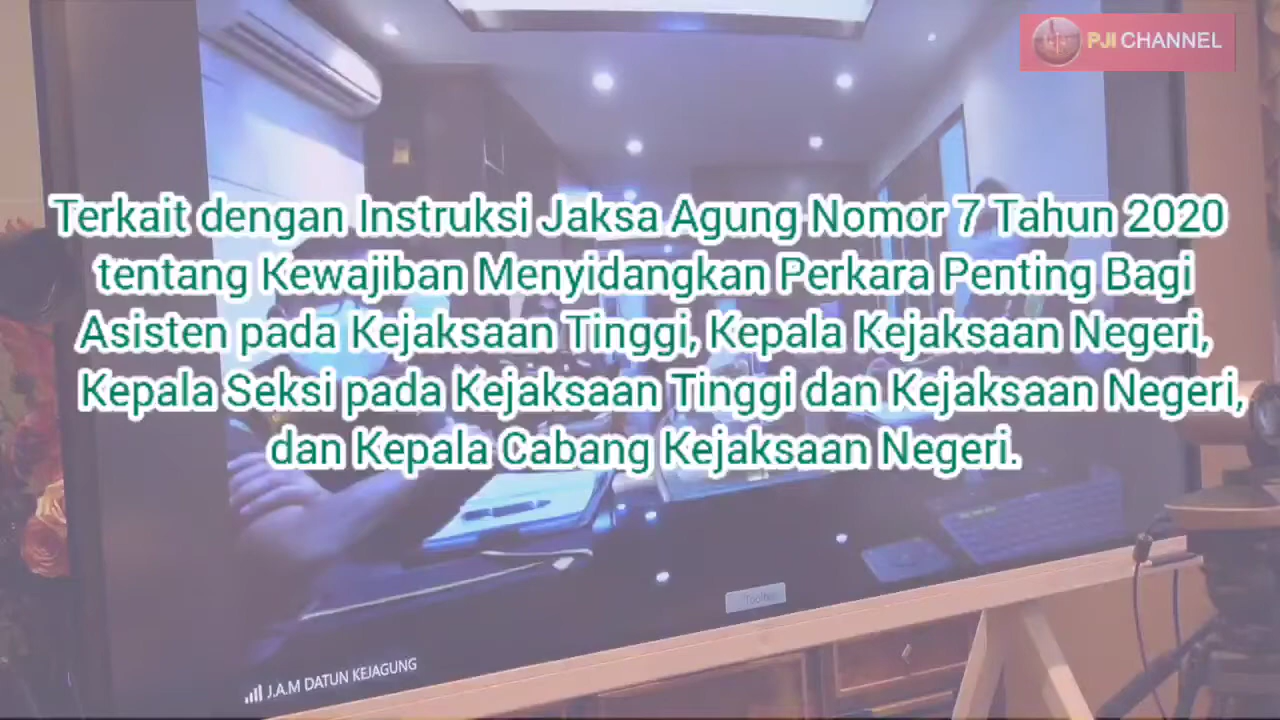 PJI CHANNEL
Terkait dengan Instruksi Jaksa Agung Nomor 7 Tahun 2020
tentang Kewajiban Menyidangkan Perkara Penting Bagi
Asisten pada Kejaksaan Tinggi, Kepala Kejaksaan Negeri,
Kepala Seksi pada Kejaksaan Tinggi dan Kejaksaan Negeri,
dan Kepala Cabang Kejaksaan Negeri.
J.A.M DATUN KEJAGUNG